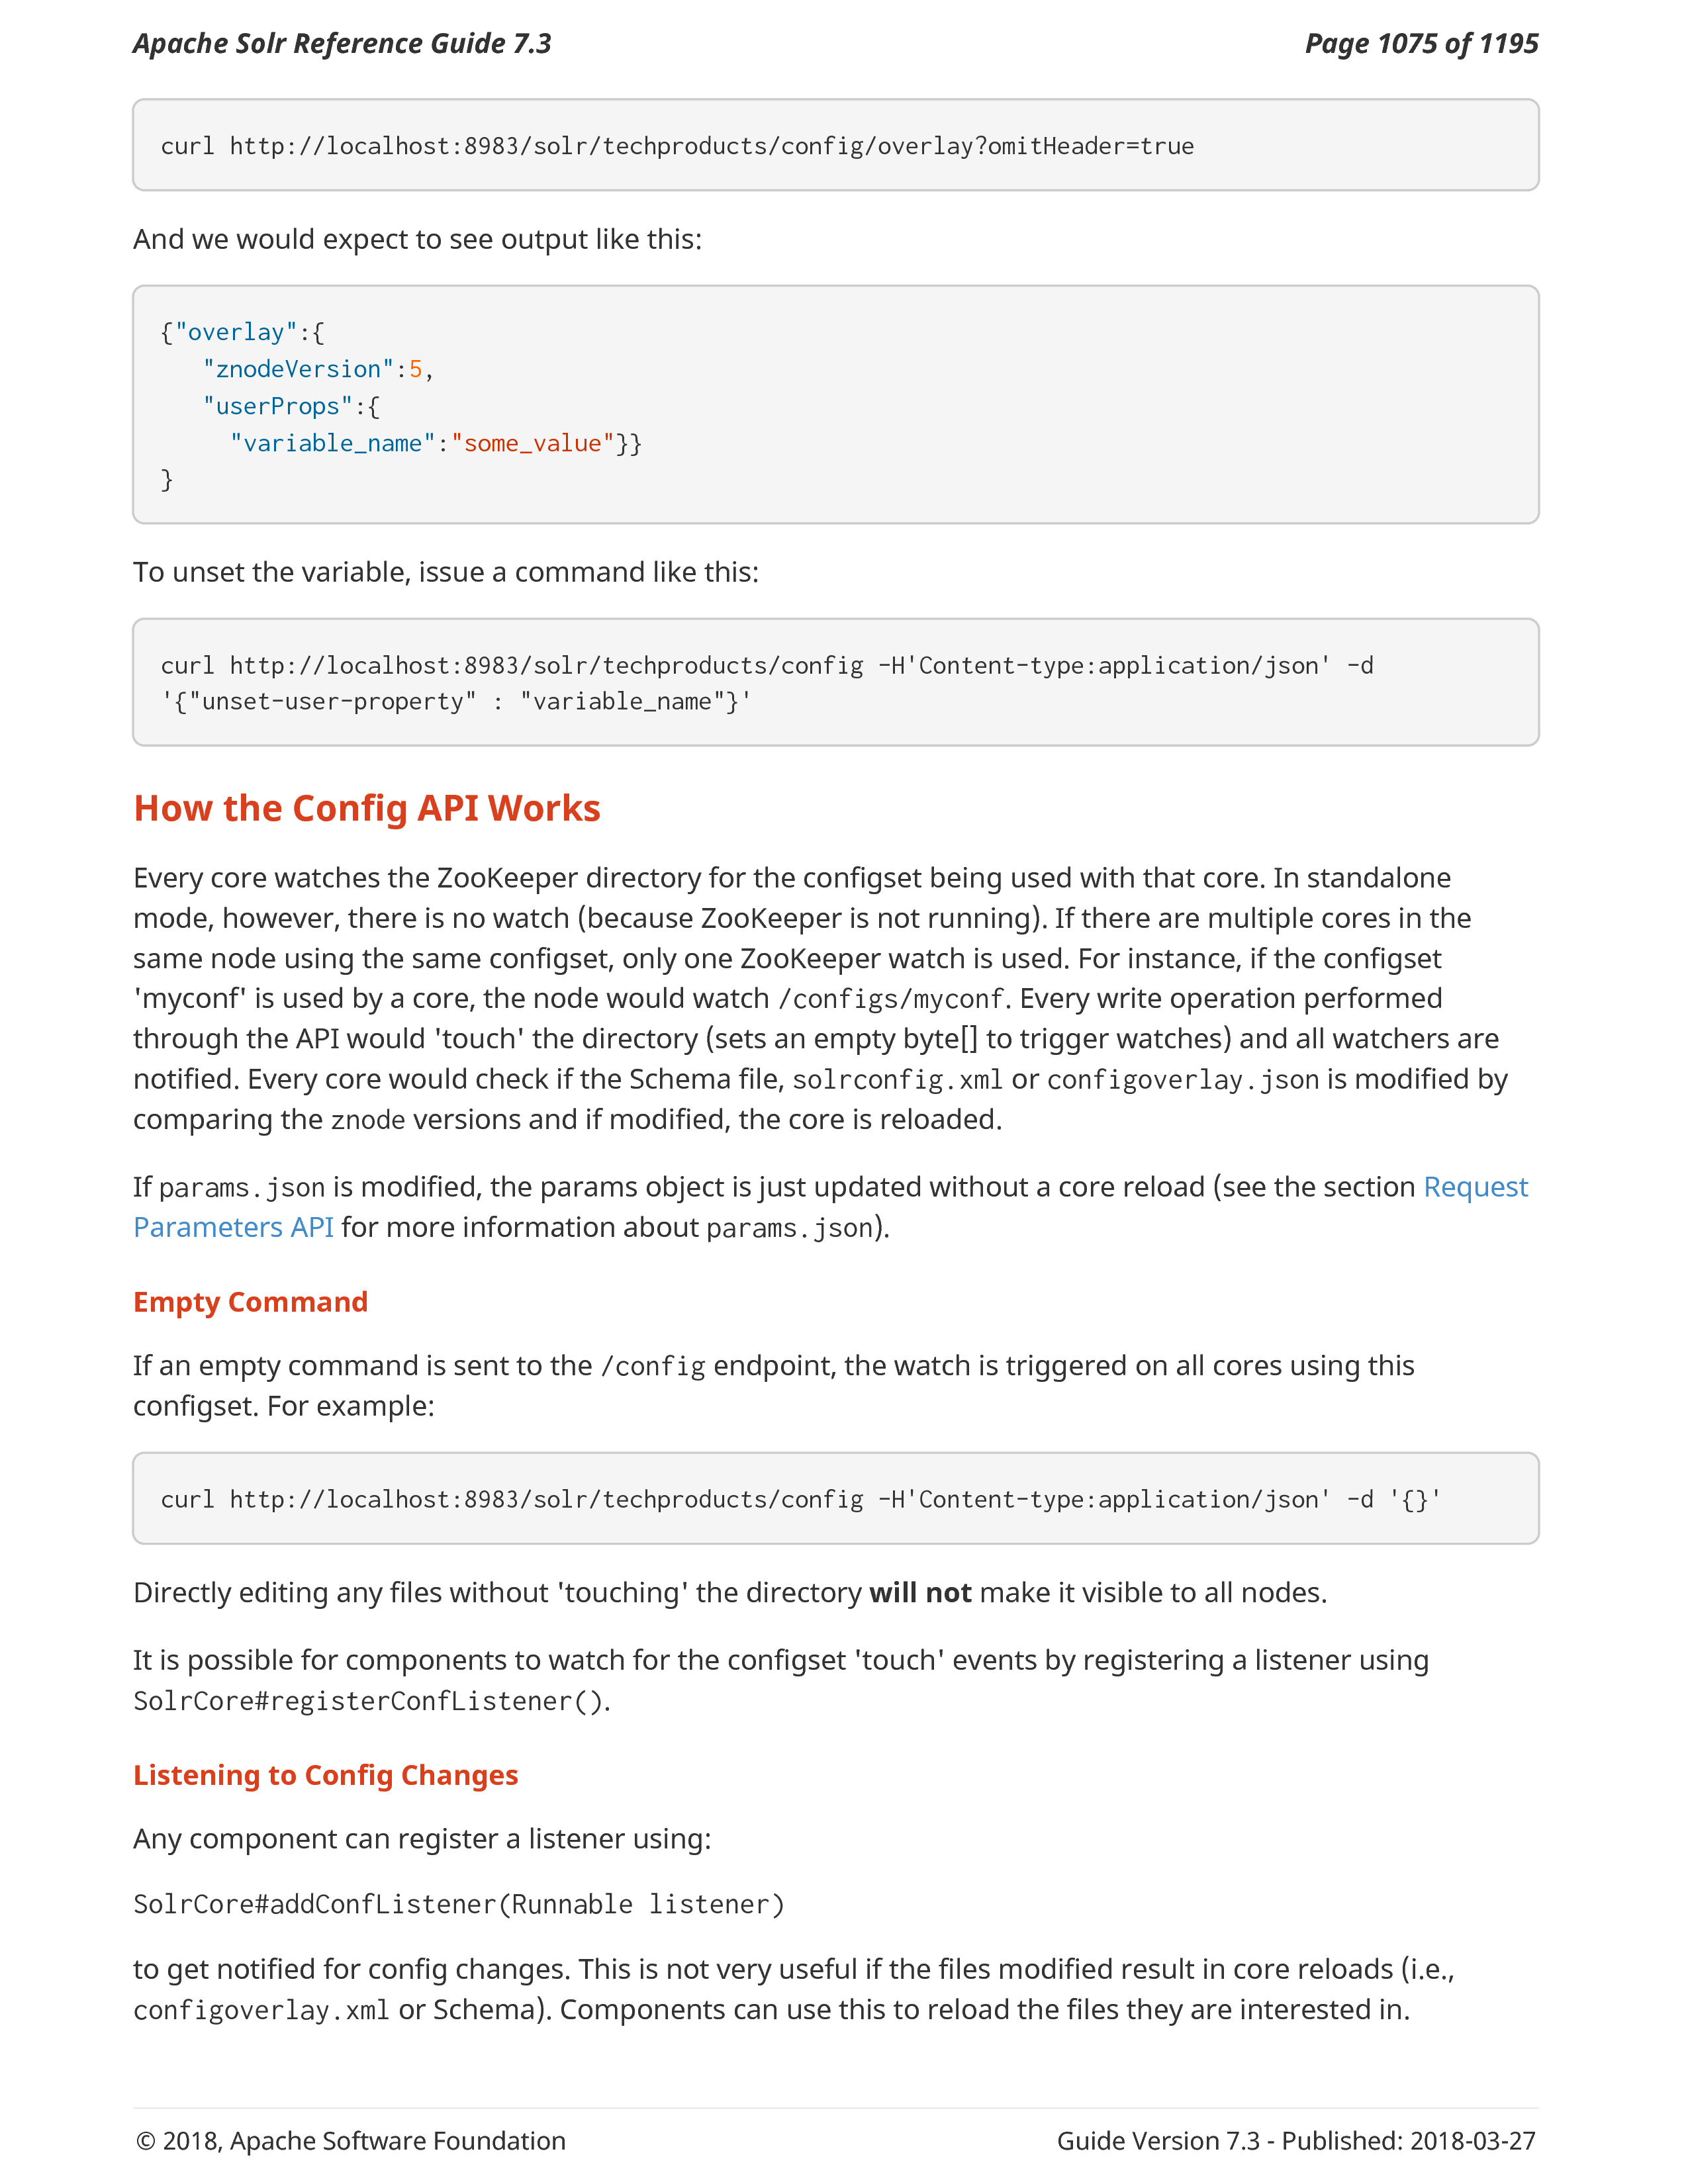 Apache Solr Reference Guide 7.3
Page 1075 of 1195
curl http://localhost:8983/solr/techproducts/config/overlay?omitHeader=true
And we would expect to see output like this:
{"overlay":{
   "znodeVersion":5,
   "userProps":{
     "variable_name":"some_value"}}
}
To unset the variable, issue a command like this:
curl http://localhost:8983/solr/techproducts/config -H'Content-type:application/json' -d
'{"unset-user-property" : "variable_name"}'
How the Config API Works
Every core watches the ZooKeeper directory for the configset being used with that core. In standalone
mode, however, there is no watch (because ZooKeeper is not running). If there are multiple cores in the
same node using the same configset, only one ZooKeeper watch is used. For instance, if the configset
'myconf' is used by a core, the node would watch /configs/myconf. Every write operation performed
through the API would 'touch' the directory (sets an empty byte[] to trigger watches) and all watchers are
notified. Every core would check if the Schema file, solrconfig.xml or configoverlay.json is modified by
comparing the znode versions and if modified, the core is reloaded.
If params.json is modified, the params object is just updated without a core reload (see the section Request
Parameters API for more information about params.json).
Empty Command
If an empty command is sent to the /config endpoint, the watch is triggered on all cores using this
configset. For example:
curl http://localhost:8983/solr/techproducts/config -H'Content-type:application/json' -d '{}'
Directly editing any files without 'touching' the directory will not make it visible to all nodes.
It is possible for components to watch for the configset 'touch' events by registering a listener using
SolrCore#registerConfListener().
Listening to Config Changes
Any component can register a listener using:
SolrCore#addConfListener(Runnable listener)
to get notified for config changes. This is not very useful if the files modified result in core reloads (i.e.,
configoverlay.xml or Schema). Components can use this to reload the files they are interested in.
© 2018, Apache Software Foundation
Guide Version 7.3 - Published: 2018-03-27